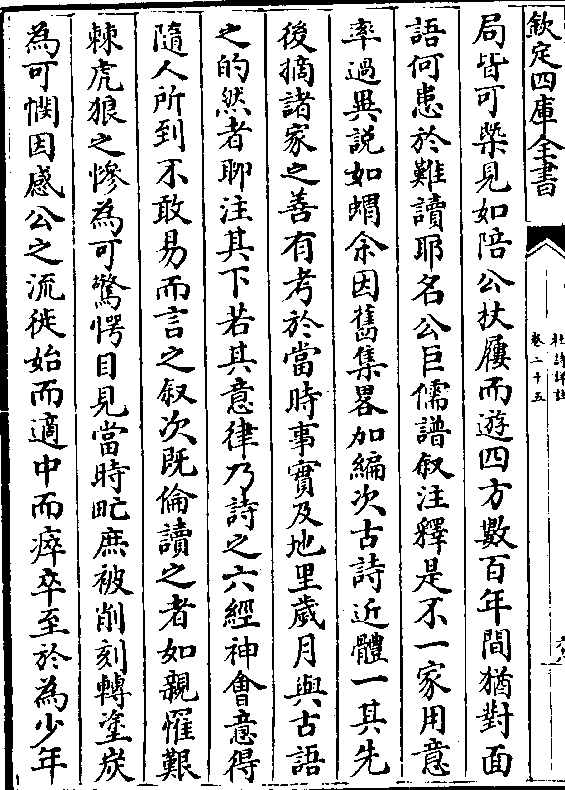 欽定四庫全書
杜詩詳註
卷二十五
局皆可槩見如陪公杖屨而遊四方數百年間猶對面
語何患於難讀耶名公巨儒譜叙注釋是不一家用意
率過異說如蝟余因舊集畧加編次古詩近體一其先
後摘諸家之善有考於當時事實及地里歲月與古語
之的然者聊注其下若其意律乃詩之六經神會意得
隨人所到不敢易而言之叙次既倫讀之者如親罹艱
棘虎狼之慘為可驚愕目見當時甿庶被削刻轉塗炭
為可憫因感公之流徙始而適中而瘁卒至於為少年